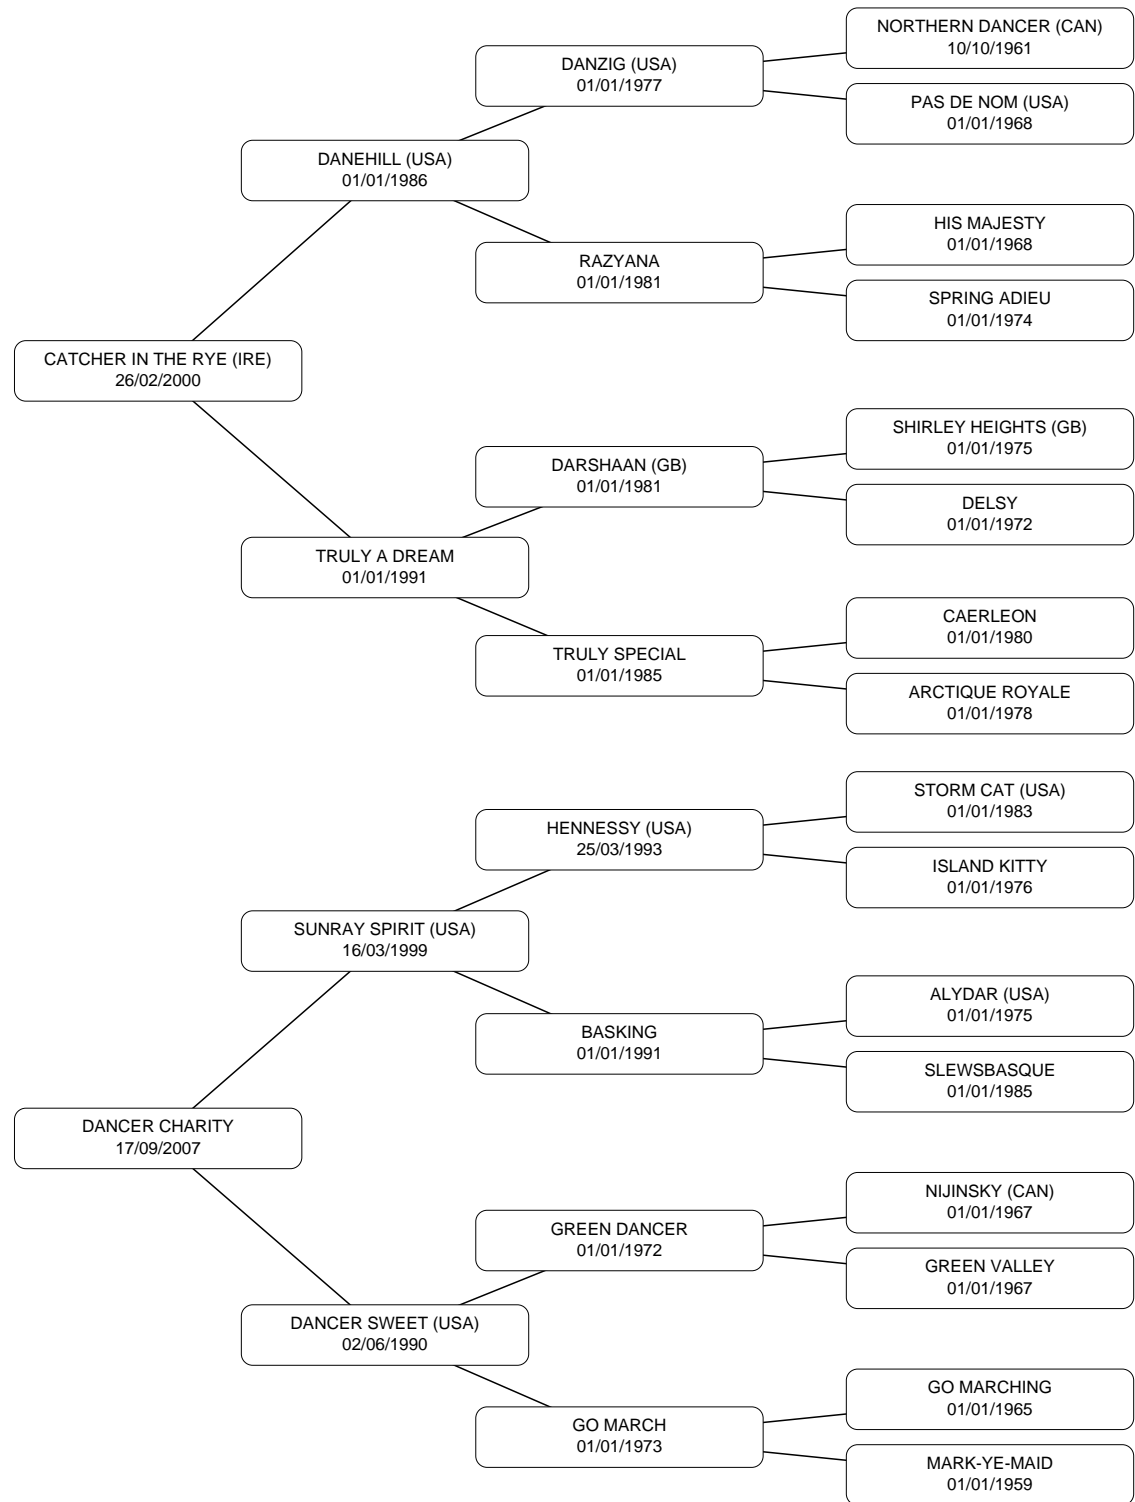 NORTHERN DANCER (CAN)
10/10/1961
DANZIG (USA)
01/01/1977
PAS DE NOM (USA)
01/01/1968
DANEHILL (USA)
01/01/1986
HIS MAJESTY
01/01/1968
RAZYANA
01/01/1981
SPRING ADIEU
01/01/1974
CATCHER IN THE RYE (IRE)
26/02/2000
SHIRLEY HEIGHTS (GB)
01/01/1975
DARSHAAN (GB)
01/01/1981
DELSY
01/01/1972
TRULY A DREAM
01/01/1991
CAERLEON
01/01/1980
TRULY SPECIAL
01/01/1985
ARCTIQUE ROYALE
01/01/1978
STORM CAT (USA)
01/01/1983
HENNESSY (USA)
25/03/1993
ISLAND KITTY
01/01/1976
SUNRAY SPIRIT (USA)
16/03/1999
ALYDAR (USA)
01/01/1975
BASKING
01/01/1991
SLEWSBASQUE
01/01/1985
DANCER CHARITY
17/09/2007
NIJINSKY (CAN)
01/01/1967
GREEN DANCER
01/01/1972
GREEN VALLEY
01/01/1967
DANCER SWEET (USA)
02/06/1990
GO MARCHING
01/01/1965
GO MARCH
01/01/1973
MARK-YE-MAID
01/01/1959